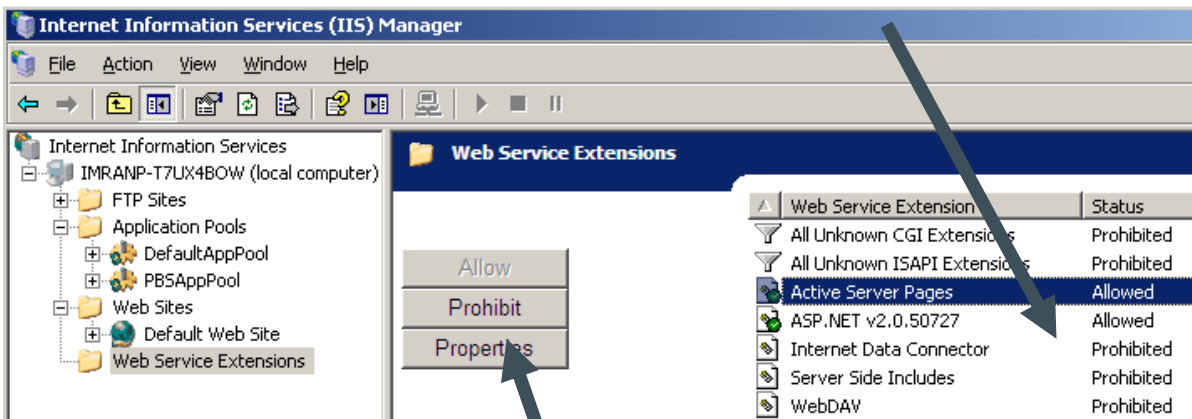 Internet Information Services (IIS) Manager
File Action View Window Help
Internet Information Services
IMRANP-T7UX4BOW (local computer)
FTP Sites
Application Pools
DefaultAppPool
PBSAppPool
Web Sites
Default Web Site
Web Service Extensions
Web Service Extensions
Allow
Prohibit
Properties
Web Service Extension Status
All Unknown CGI Extensions Prohibited
All Unknown ISAPI Extensions Prohibited
Active Server Pages Allowed
ASP.NET v2.0.50727 Allowed
Internet Data Connector Prohibited
Server Side Includes Prohibited
WebDAV Prohibited